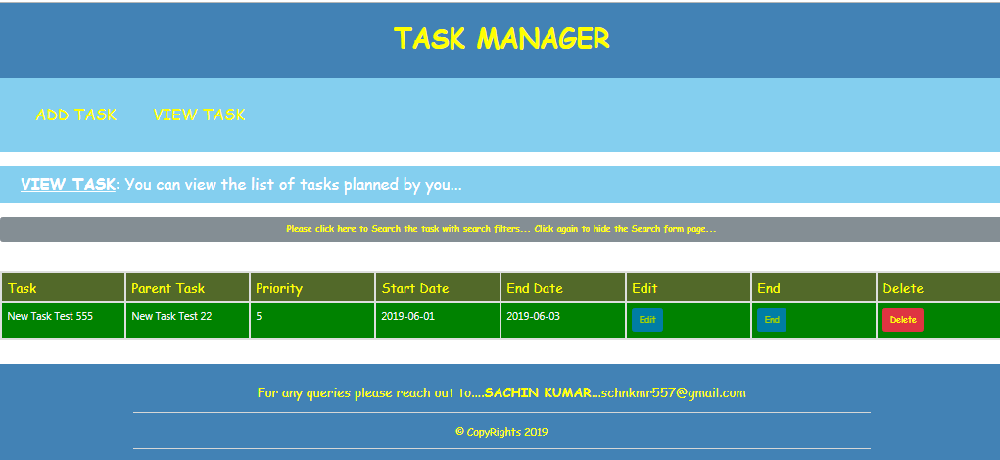 TASK MANAGER
ADD TASK VIEW TASK
VIEW TASK: You can view the list of tasks planned by you...
Please click here to Search the task with search filters... Click again to hide the Search form page...
Task Parent Task Priority Start Date End Date Edit End Delete
New Task Test 555 New Task Test 22 5 2019-06-01 2019-06-03 Edit End Delete
For any queries please reach out to....SACHIN KUMAR...schnkmr557@gmail.com
© CopyRights 2019